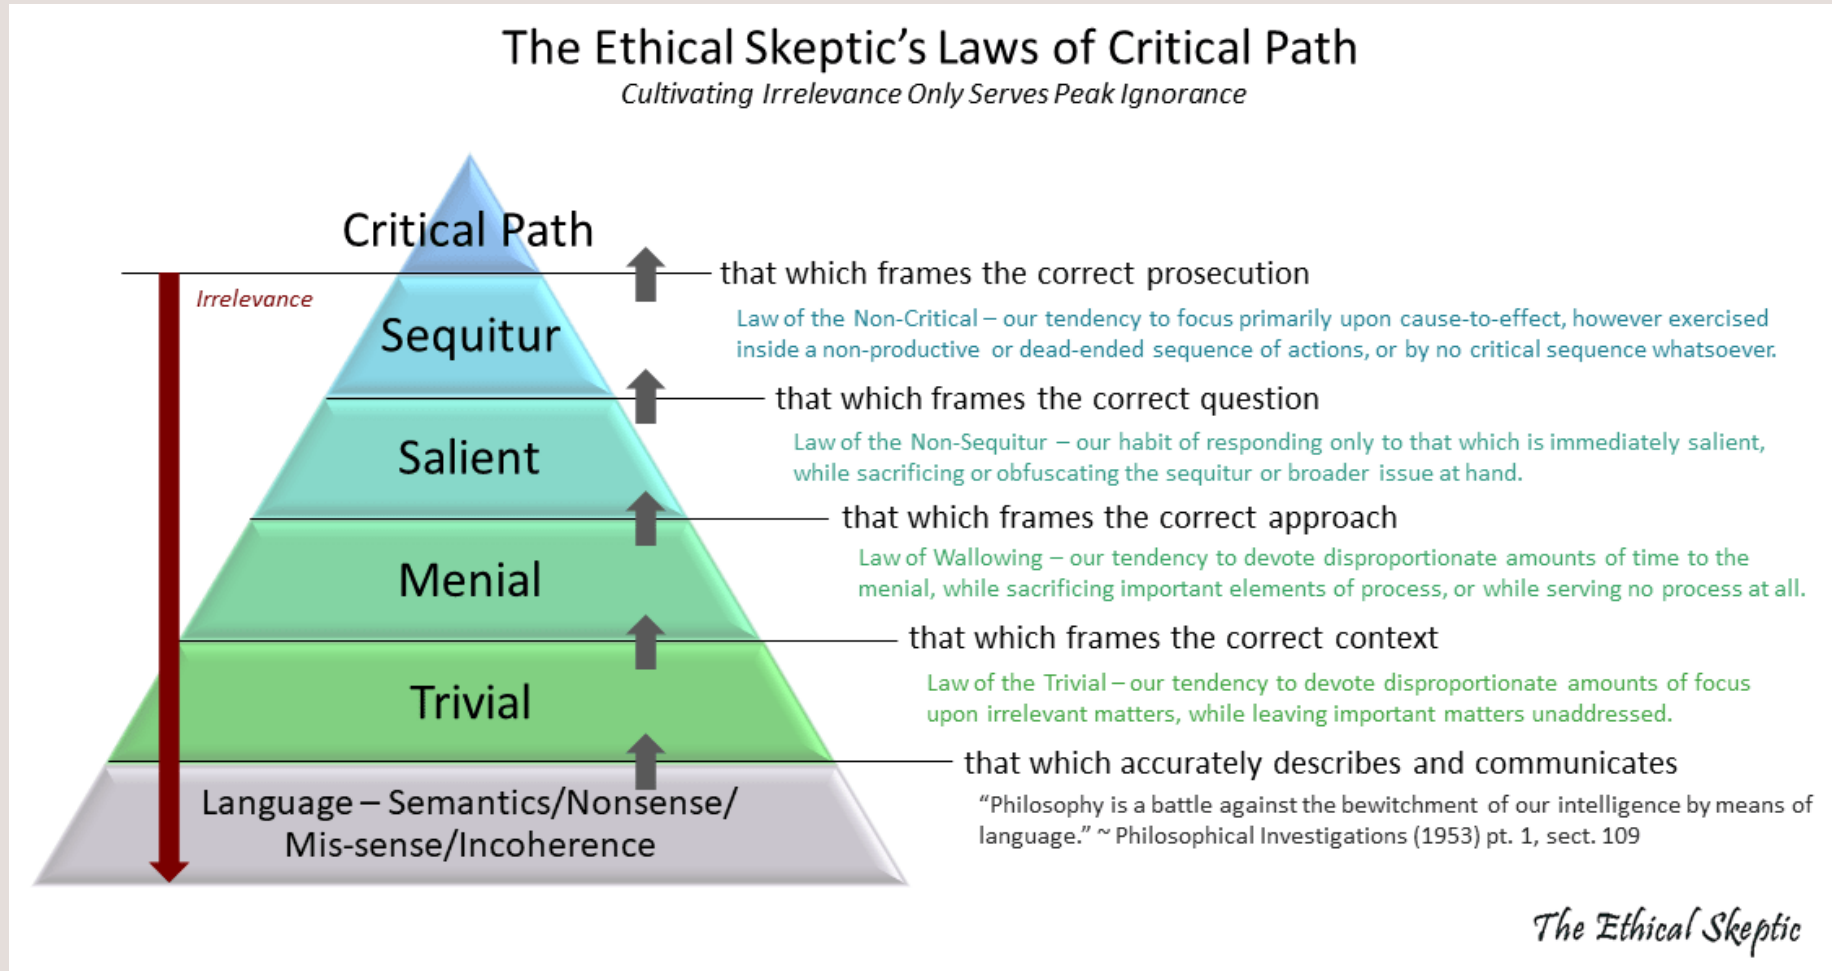 The Ethical Skeptic's Laws of Critical Path
Cultivating Irrelevance Only Serves Peak Ignorance
Critical Path
Irrelevance
that which frames the correct prosecution
Law of the Non-Critical – our tendency to focus primarily upon cause-to-effect, however exercised
inside a non-productive or dead-ended sequence of actions, or by no critical sequence whatsoever.
Sequitur
that which frames the correct question
Law of the Non-Sequitur – our habit of responding only to that which is immediately salient,
while sacrificing or obfuscating the sequitur or broader issue at hand.
Salient
that which frames the correct approach
Law of Wallowing – our tendency to devote disproportionate amounts of time to the
menial, while sacrificing important elements of process, or while serving no process at all.
Menial
that which frames the correct context
Law of the Trivial – our tendency to devote disproportionate amounts of focus
upon irrelevant matters, while leaving important matters unaddressed.
Trivial
that which accurately describes and communicates
"Philosophy is a battle against the bewitchment of our intelligence by means of
language." ~ Philosophical Investigations (1953) pt. 1, sect. 109
Language – Semantics/Nonsense/
Mis-sense/Incoherence
The Ethical Skeptic